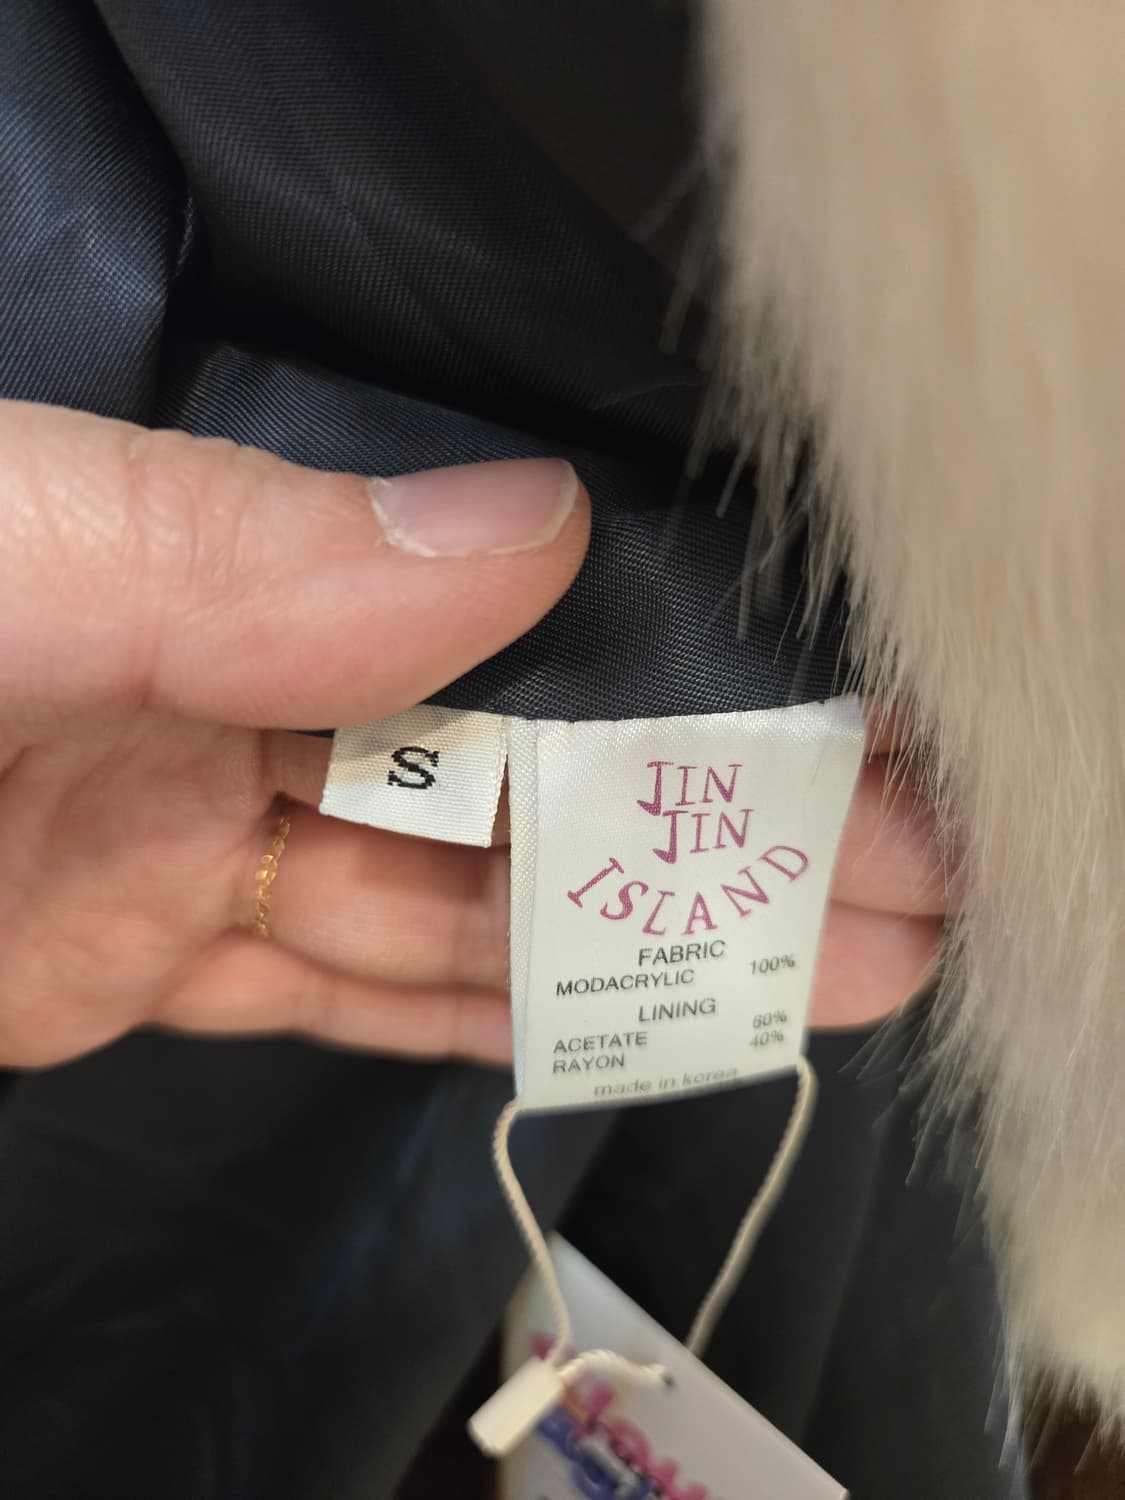 S
JIN
JIN
ISLAND
FABRIC
MODACRYLIC 100%
LINING
ACETATE 60%
RAYON 40%
made in korea